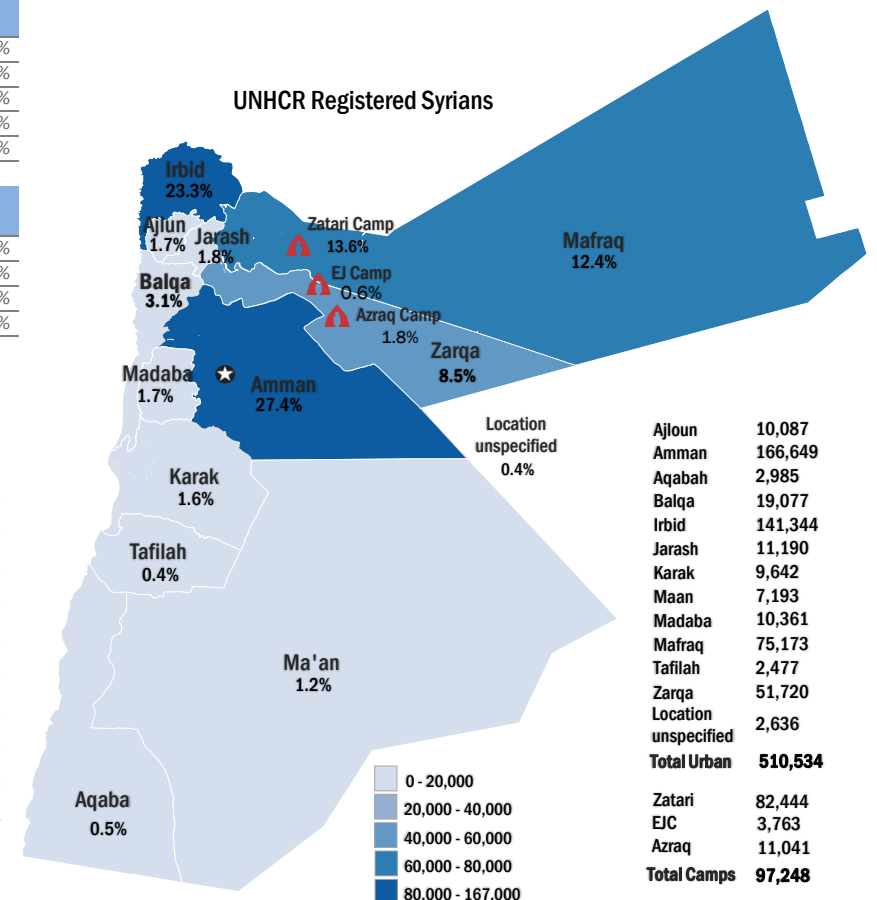 %
%
%
%
%
%
%
%
%
UNHCR Registered Syrians
Irbid
23.3%
Ajlun
1.7%
Jarash
1.8%
Zatari Camp
13.6%
EJ Camp
0.6%
Azraq Camp
1.8%
Mafraq
12.4%
Balqa
3.1%
Zarqa
8.5%
Madaba
1.7%
Amman
27.4%
Location
unspecified
0.4%
Karak
1.6%
Tafilah
0.4%
Ma'an
1.2%
Aqaba
0.5%
0 - 20,000
20,000 - 40,000
40,000 - 60,000
60,000 - 80,000
80,000 - 167,000
Ajloun 10,087
Amman 166,649
Aqabah 2,985
Balqa 19,077
Irbid 141,344
Jarash 11,190
Karak 9,642
Maan 7,193
Madaba 10,361
Mafraq 75,173
Tafilah 2,477
Zarqa 51,720
Location
unspecified 2,636
Total Urban 510,534
Zatari 82,444
EJC 3,763
Azraq 11,041
Total Camps 97,248